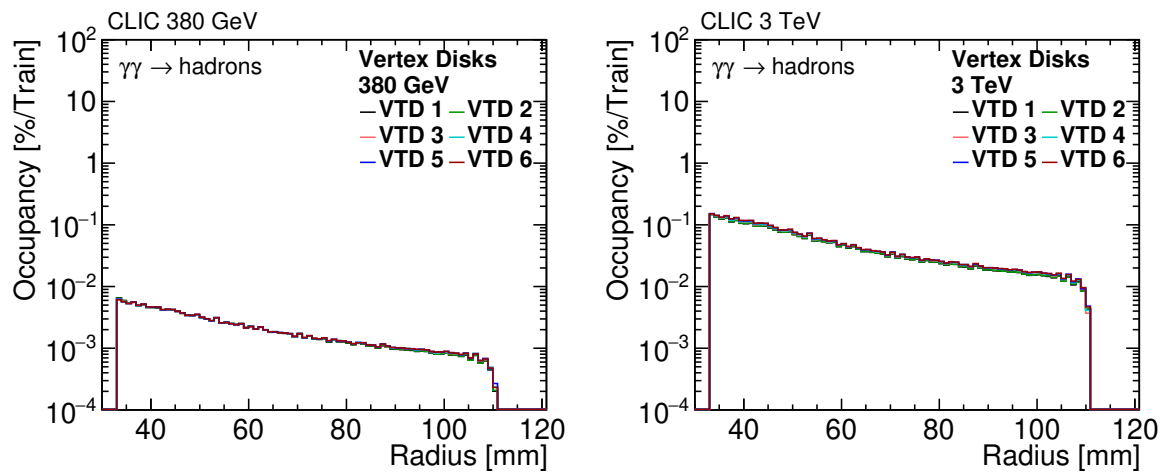 CLIC 380 GeV
Occupancy [%/Train]
10²
10
1
10⁻¹
10⁻²
10⁻³
10⁻⁴
γγ → hadrons
Vertex Disks
380 GeV
VTD 1 VTD 2
VTD 3 VTD 4
VTD 5 VTD 6
40 60 80 100 120
Radius [mm]
CLIC 3 TeV
Occupancy [%/Train]
10²
10
1
10⁻¹
10⁻²
10⁻³
10⁻⁴
γγ → hadrons
Vertex Disks
3 TeV
VTD 1 VTD 2
VTD 3 VTD 4
VTD 5 VTD 6
40 60 80 100 120
Radius [mm]